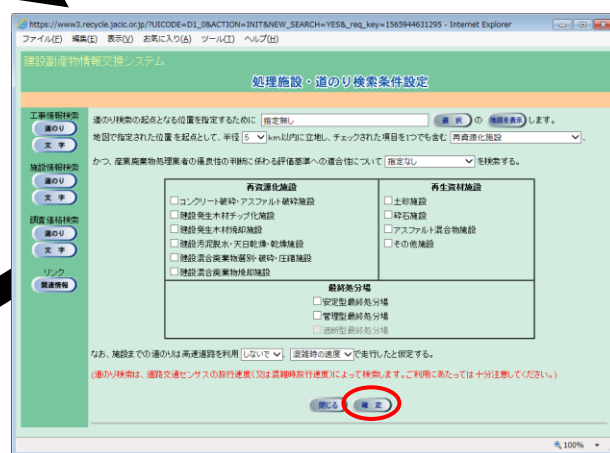 https://www3.recycle.jacic.or.jp/?UICODE=D1_0&ACTION=INIT&NEW_SEARCH=YES&_req_key=1565944631295 - Internet Explorer
ファイル(F) 編集(E) 表示(V) お気に入り(A) ツール(T) ヘルプ(H)
建設副産物情報交換システム
処理施設・道のり検索条件設定
工事情報検索
道のり
文 字
施設情報検索
道のり
文 字
調査価格検索
道のり
文 字
リンク
関連情報
道のり検索の起点となる位置を指定するために 指定無し 選 択 の 地図を表示 します。
地図で指定された位置を起点として、半径 5 km以内に立地し、チェックされた項目を1つでも含む 再資源化施設 、
かつ、産業廃棄物処理業者の優良性の判断に係わる評価基準への適合性について 指定なし を検索する。
再資源化施設 再生資材施設
コンクリート破砕・アスファルト破砕施設 土砂施設
建設発生木材チップ化施設 砕石施設
建設発生木材焼却施設 アスファルト混合物施設
建設汚泥脱水・天日乾燥・乾燥施設 その他施設
建設混合廃棄物選別・破砕・圧縮施設
建設混合廃棄物焼却施設
最終処分場
安定型最終処分場
管理型最終処分場
遮断型最終処分場
なお、施設までの道のりは高速道路を利用 しないで 、 混雑時の速度 で走行したと仮定する。
(道のり検索は、道路交通センサスの旅行速度(又は混雑時旅行速度)によって検索します。ご利用にあたっては十分注意してください。)
閉じる 確 定
100%